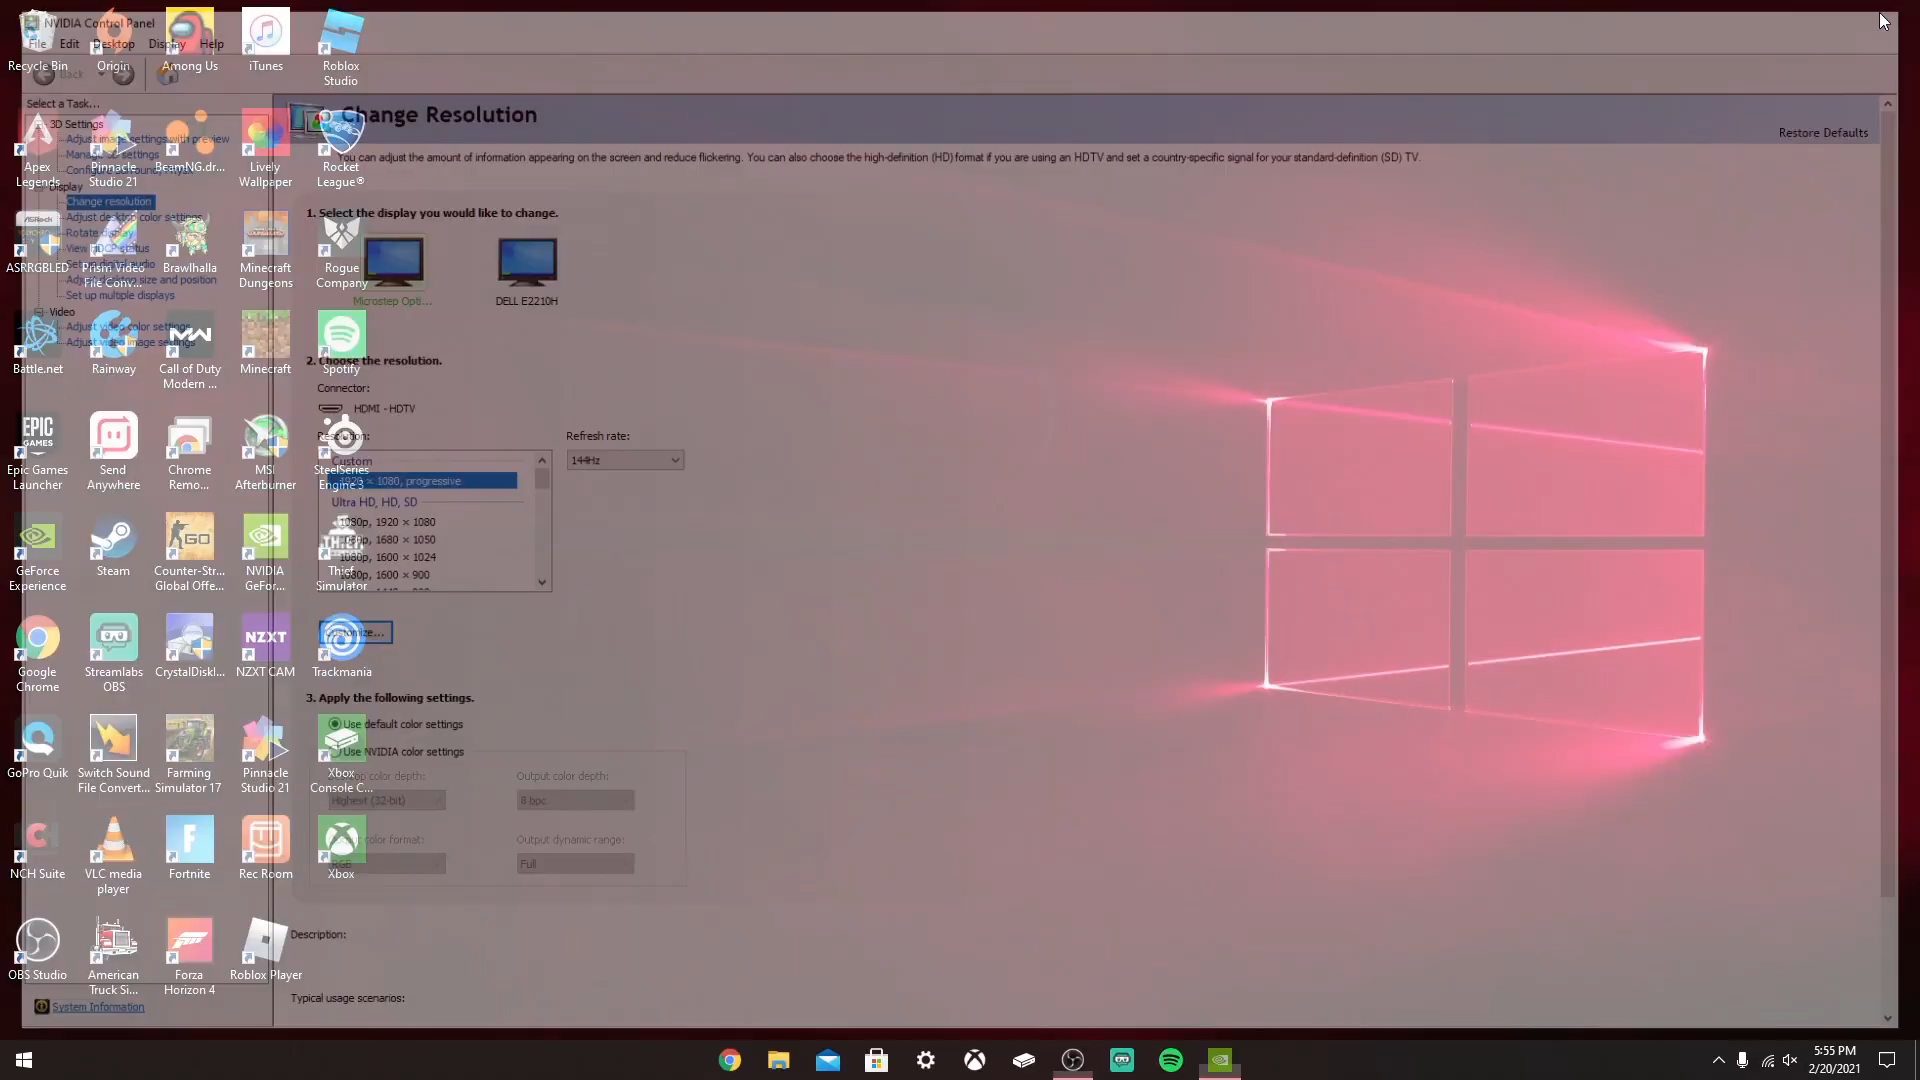 NVIDIA Control Panel
File Edit Desktop Display Help
Recycle Bin
Origin
Among Us
iTunes
Roblox
Studio
Back
Select a Task...
3D Settings
Adjust image settings with preview
Display
Change resolution
Adjust desktop color settings
Rotate display
View HDCP status
Set up digital audio
Adjust desktop size and position
Set up multiple displays
Video
Adjust video color settings
Adjust video image settings
System Information
Apex
Legends
Pinnacle
Studio 21
BeamNG.dr...
Lively
Wallpaper
Rocket
League®
ASRRGBLED
Prism Video
File Conv...
Brawlhalla
Minecraft
Dungeons
Rogue
Company
Battle.net
Rainway
Call of Duty
Modern ...
Minecraft
Spotify
EPIC
GAMES
Epic Games
Launcher
Send
Anywhere
Chrome
Remo...
MSI
Afterburner
SteelSeries
Engine 3
GeForce
Experience
Steam
GO
Counter-Str...
Global Offe...
NVIDIA
GeFor...
THIEF
Thief
Simulator
Google
Chrome
Streamlabs
OBS
CrystalDiskI...
NZXT
NZXT CAM
Trackmania
GoPro Quik
Switch Sound
File Convert...
Farming
Simulator 17
Pinnacle
Studio 21
Xbox
Console C...
NCH Suite
VLC media
player
Fortnite
Rec Room
Xbox
OBS Studio
American
Truck Si...
Forza
Horizon 4
Roblox Player
Change Resolution
Restore Defaults
You can adjust the amount of information appearing on the screen and reduce flickering. You can also choose the high-definition (HD) format if you are using an HDTV and set a country-specific signal for your standard-definition (SD) TV.
1. Select the display you would like to change.
Microstep Opti...
DELL E2210H
2. Choose the resolution.
Connector:
HDMI - HDTV
Resolution:
Refresh rate:
144Hz
Custom
1920 × 1080, progressive
Ultra HD, HD, SD
1080p, 1920 × 1080
1080p, 1680 × 1050
1080p, 1600 × 1024
1080p, 1600 × 900
Customize...
3. Apply the following settings.
Use default color settings
Use NVIDIA color settings
Desktop color depth:
Output color depth:
Highest (32-bit)
8 bpc
Output color format:
Output dynamic range:
RGB
Full
Description:
Typical usage scenarios:
5:55 PM
2/20/2021